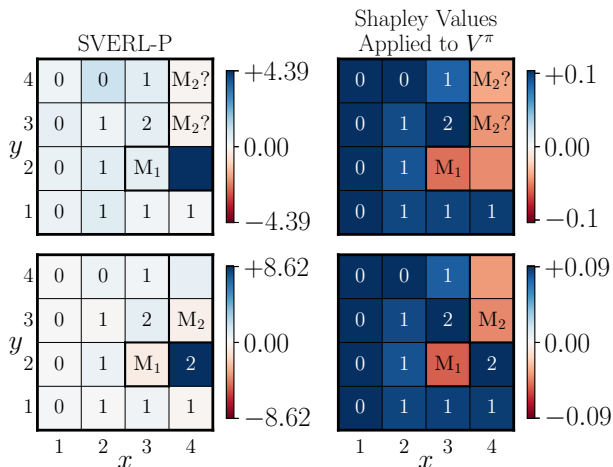 SVERL-P
Shapley Values
Applied to V^π
4 0 0 1 M₂? +4.39 0 0 1 M₂? +0.1
3 0 1 2 M₂? 0 1 2 M₂?
y 0.00 0.00
2 0 1 M₁ 0 1 M₁
1 0 1 1 1 −4.39 0 1 1 1 −0.1
4 0 0 1 +8.62 0 0 1 +0.09
3 0 1 2 M₂ 0 1 2 M₂
y 0.00 0.00
2 0 1 M₁ 2 0 1 M₁ 2
1 0 1 1 1 −8.62 0 1 1 1 −0.09
1 2 3 4 1 2 3 4
x x